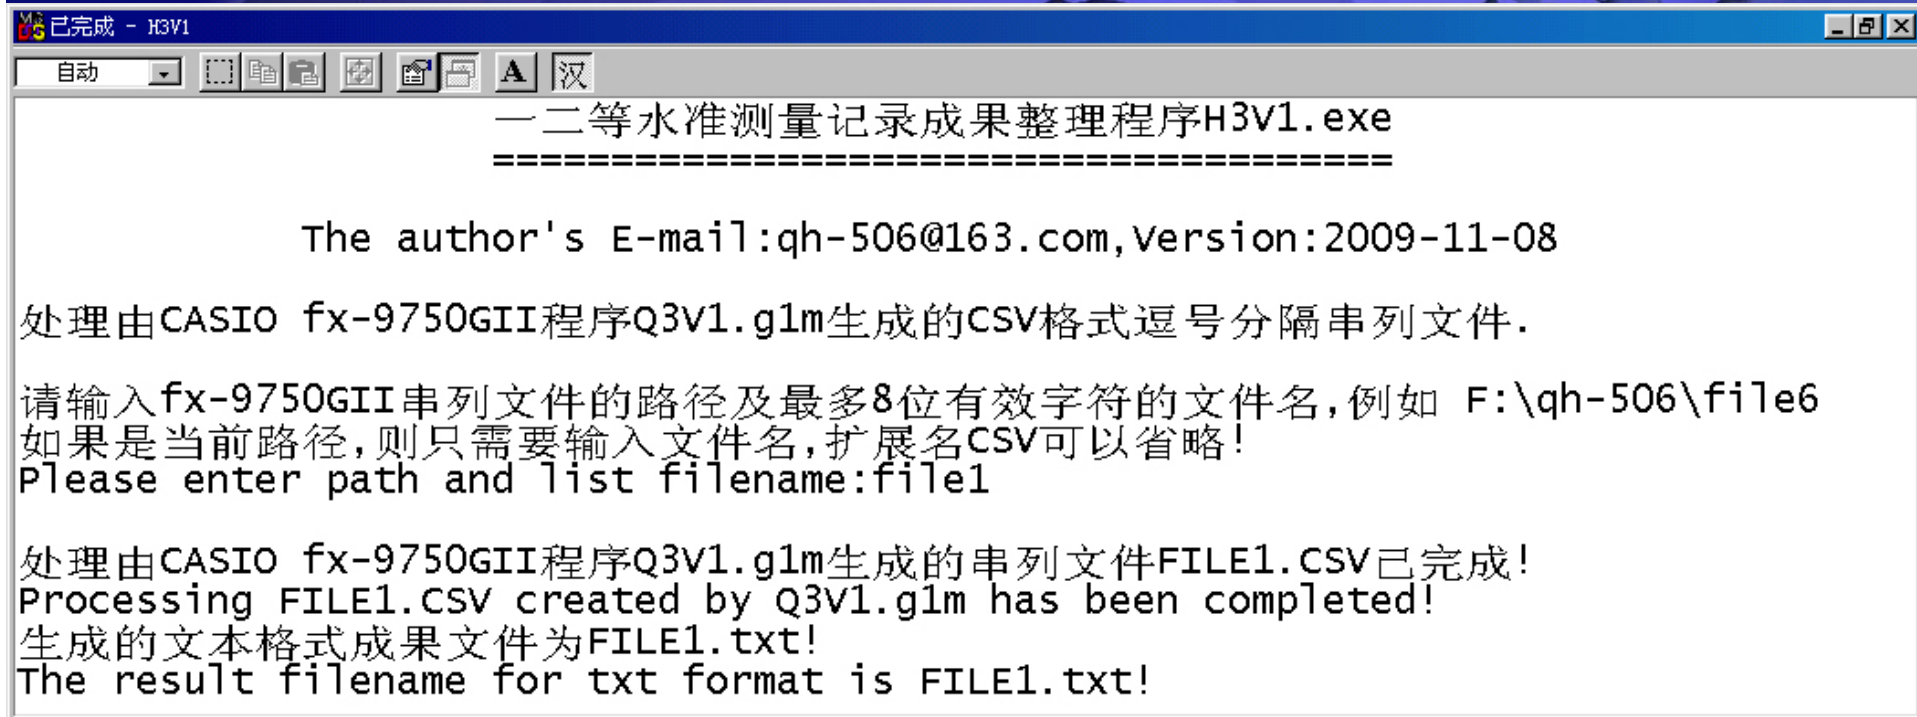 已完成 - H3V1
自动
A 汉
一二等水准测量记录成果整理程序H3V1.exe
======================================
The author's E-mail:qh-506@163.com,Version:2009-11-08
处理由CASIO fx-9750GII程序Q3V1.g1m生成的CSV格式逗号分隔串列文件.
请输入fx-9750GII串列文件的路径及最多8位有效字符的文件名,例如 F:\qh-506\file6
如果是当前路径,则只需要输入文件名,扩展名CSV可以省略!
Please enter path and list filename:file1
处理由CASIO fx-9750GII程序Q3V1.g1m生成的串列文件FILE1.CSV已完成!
Processing FILE1.CSV created by Q3V1.g1m has been completed!
生成的文本格式成果文件为FILE1.txt!
The result filename for txt format is FILE1.txt!